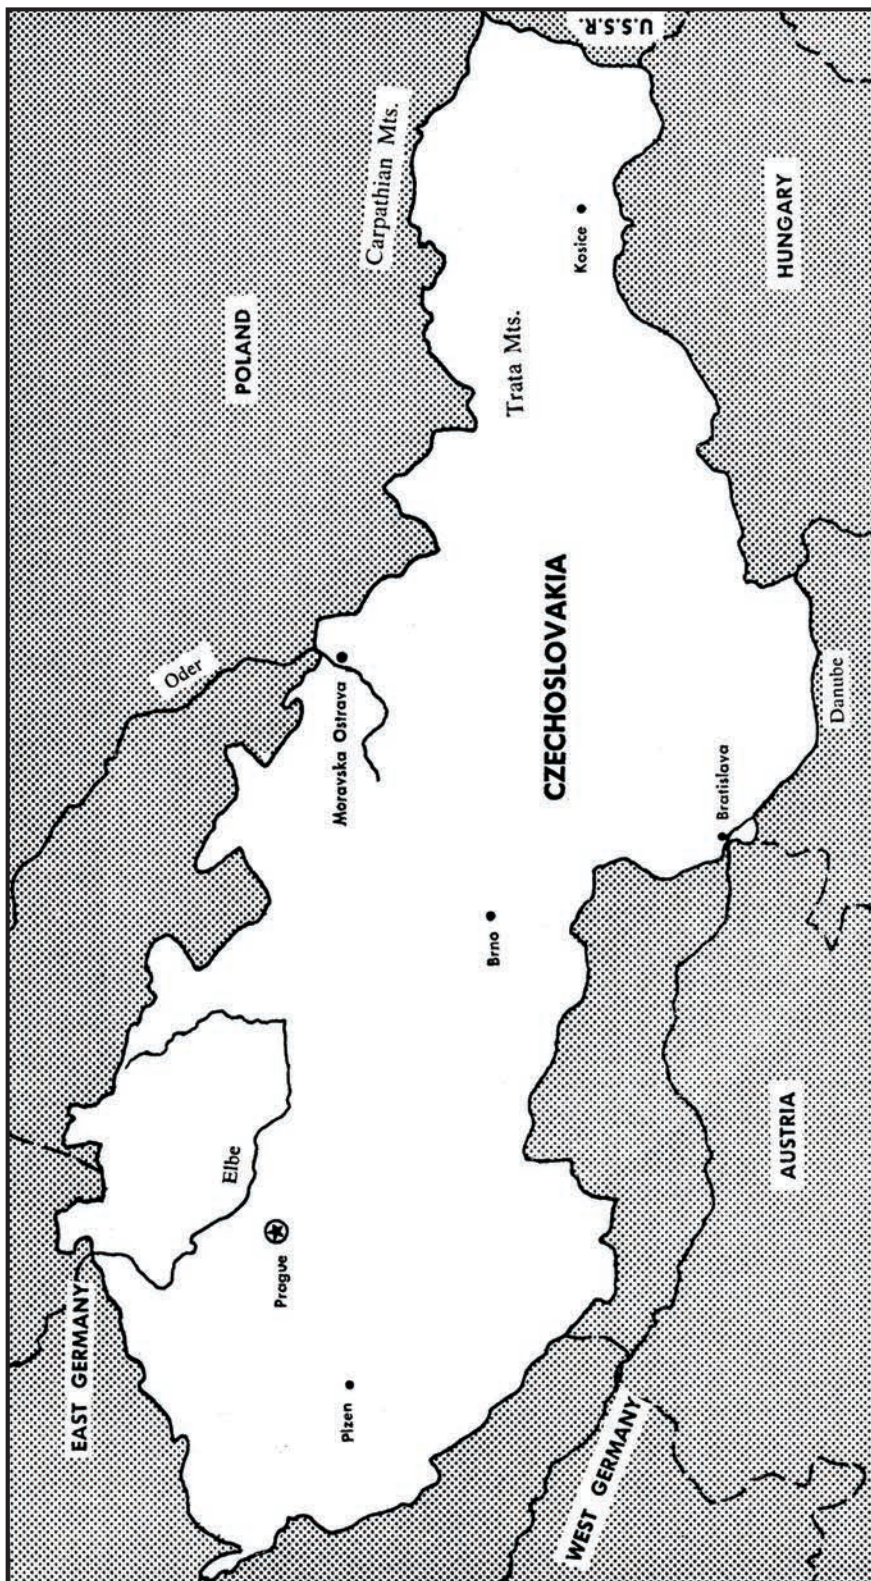 U.S.S.R.
Carpathian Mts.
POLAND
Kosice
HUNGARY
Trata Mts.
Oder
Moravska Ostrava
CZECHOSLOVAKIA
Danube
Bratislava
Brno
Elbe
AUSTRIA
Prague
EAST GERMANY
Plzen
WEST GERMANY